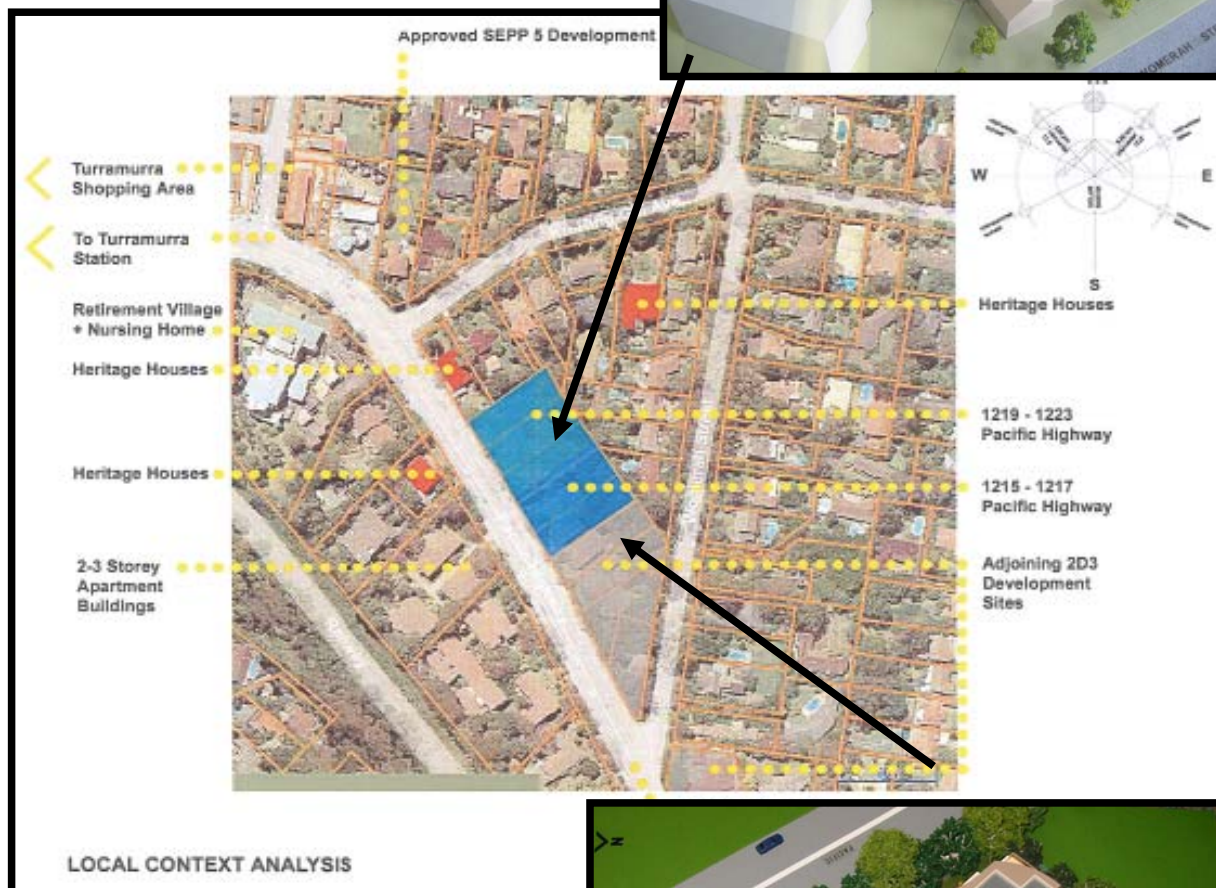 Approved SEPP 5 Development
Turramurra
Shopping Area
To Turramurra
Station
Retirement Village
+ Nursing Home
Heritage Houses
Heritage Houses
2-3 Storey
Apartment
Buildings
W
E
S
Heritage Houses
1219 - 1223
Pacific Highway
1215 - 1217
Pacific Highway
Adjoining 2D3
Development
Sites
LOCAL CONTEXT ANALYSIS
N
PACIFIC